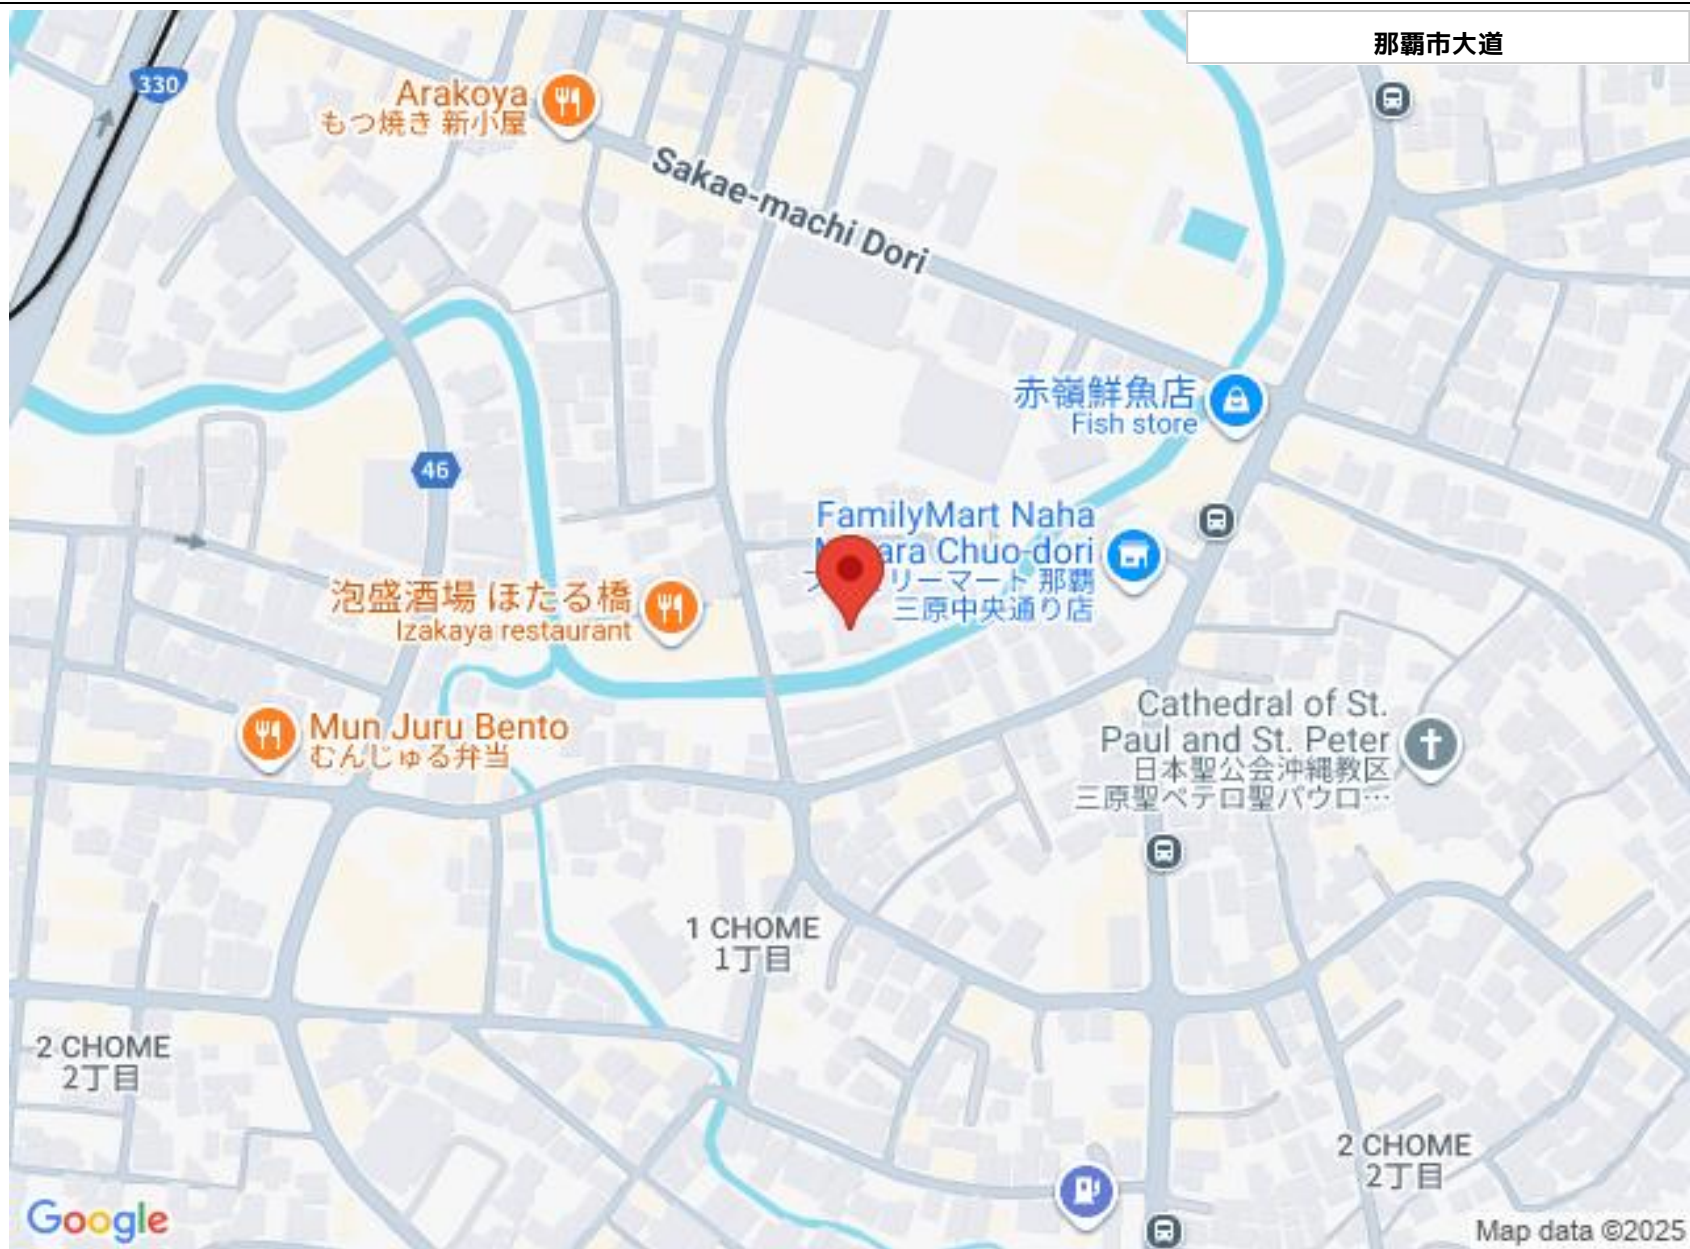 那覇市大道
330
Arakoya
もつ焼き 新小屋
Sakae-machi Dori
赤嶺鮮魚店
Fish store
46
FamilyMart Naha
ara Chuo-dori
リーマート 那覇
三原中央通り店
泡盛酒場 ほたる橋
Izakaya restaurant
Mun Juru Bento
むんじゅる弁当
Cathedral of St.
Paul and St. Peter
日本聖公会沖縄教区
三原聖ペテロ聖パウロ…
1 CHOME
1丁目
2 CHOME
2丁目
2 CHOME
2丁目
Google
Map data ©2025